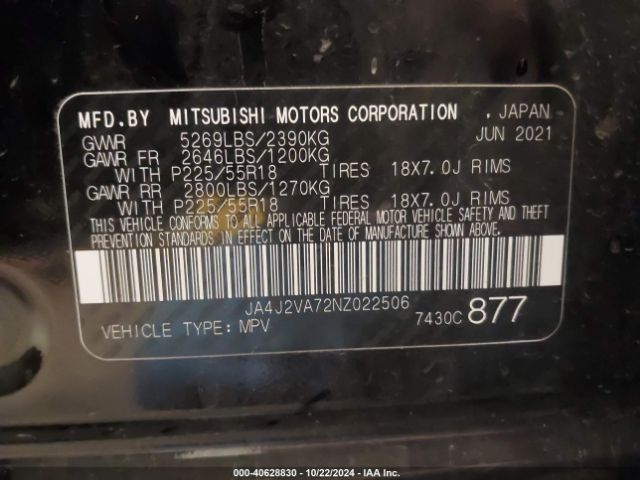 MFD.BY MITSUBISHI MOTORS CORPORATION . JAPAN
GVWR 5269LBS/2390KG JUN 2021
GAWR FR 2646LBS/1200KG
WITH P225/55R18 TIRES 18X7.0J RIMS
GAWR RR 2800LBS/1270KG
WITH P225/55R18 TIRES 18X7.0J RIMS
THIS VEHICLE CONFORMS TO ALL APPLICABLE FEDERAL MOTOR VEHICLE SAFETY AND THEFT
PREVENTION STANDARDS IN EFFECT ON THE DATE OF MANUFACTURE SHOWN ABOVE.
JA4J2VA72NZ022506
VEHICLE TYPE: MPV 7430C 877
000-40628830 - 10/22/2024 - IAA Inc.